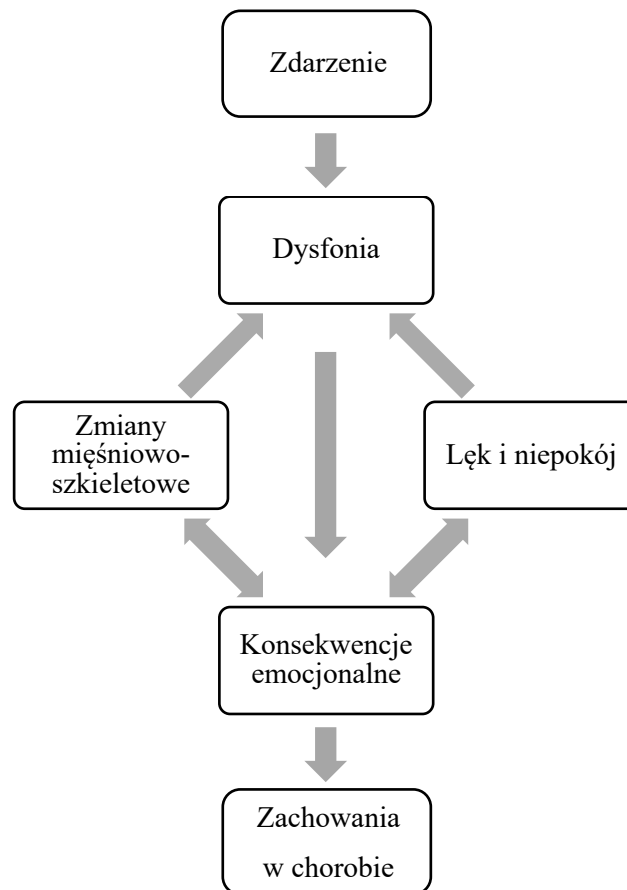 Zdarzenie
Dysfonia
Zmiany
mięśniowo-
szkieletowe
Lęk i niepokój
Konsekwencje
emocjonalne
Zachowania
w chorobie